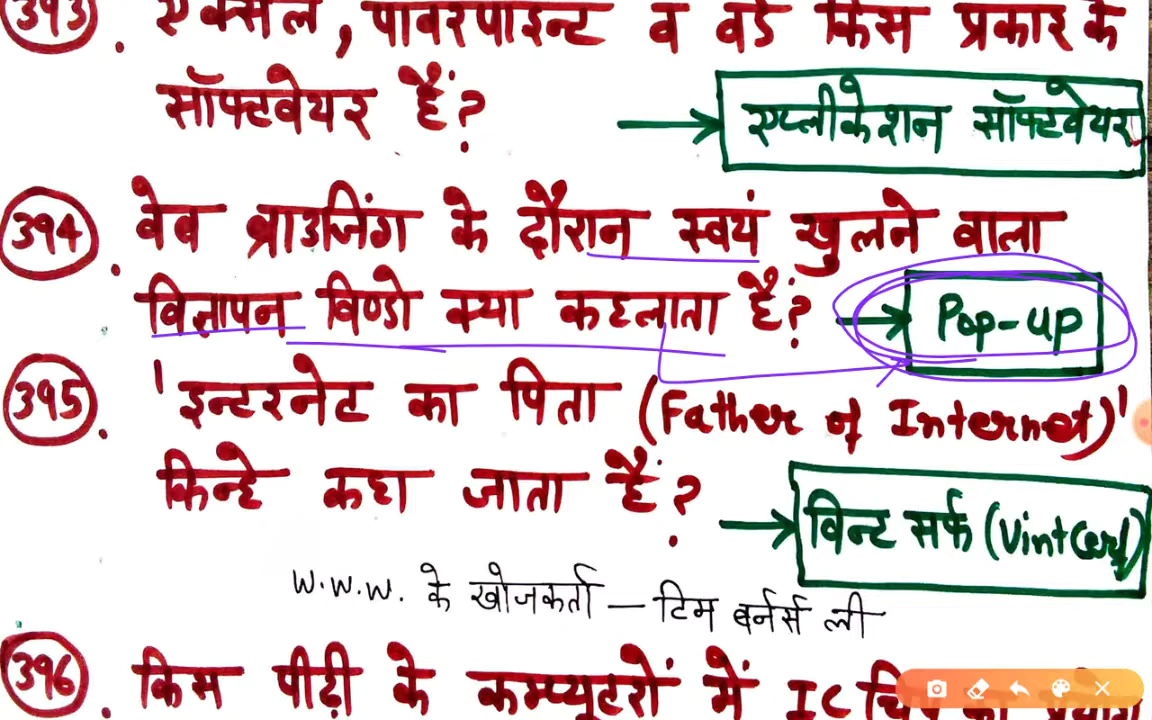 393. एक्सेल, पावरपाइन्ट व वर्ड किस प्रकार के
सॉफ्टवेयर हैं?
→ एप्लीकेशन सॉफ्टवेयर
394. वेब ब्राउजिंग के दौरान स्वयं खुलने वाला
विज्ञापन विण्डो क्या कहलाता है?
→ Pop-up
395. 'इन्टरनेट का पिता (Father of Internet)'
किन्हे कहा जाता हैं?
→ विन्ट सर्फ (Vint Cerf)
W.W.W. के खोजकर्ता — टिम बर्नर्स ली
396. किस पीढ़ी के कम्प्यूटरों में IC चिप का प्रयोग